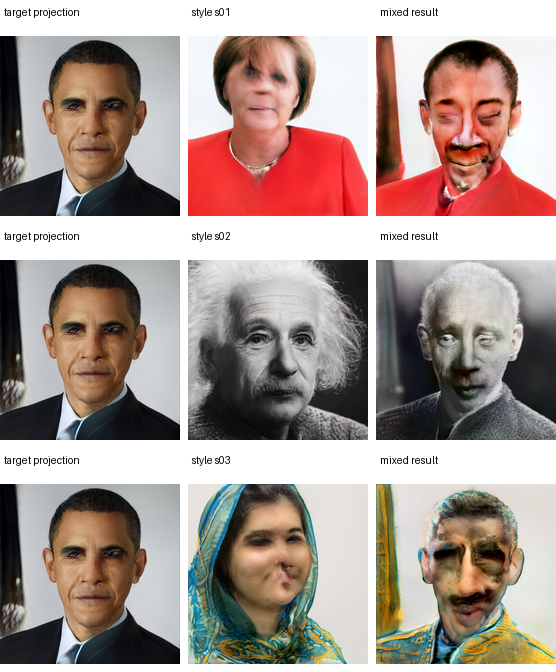 target projection style s01 mixed result
target projection style s02 mixed result
target projection style s03 mixed result